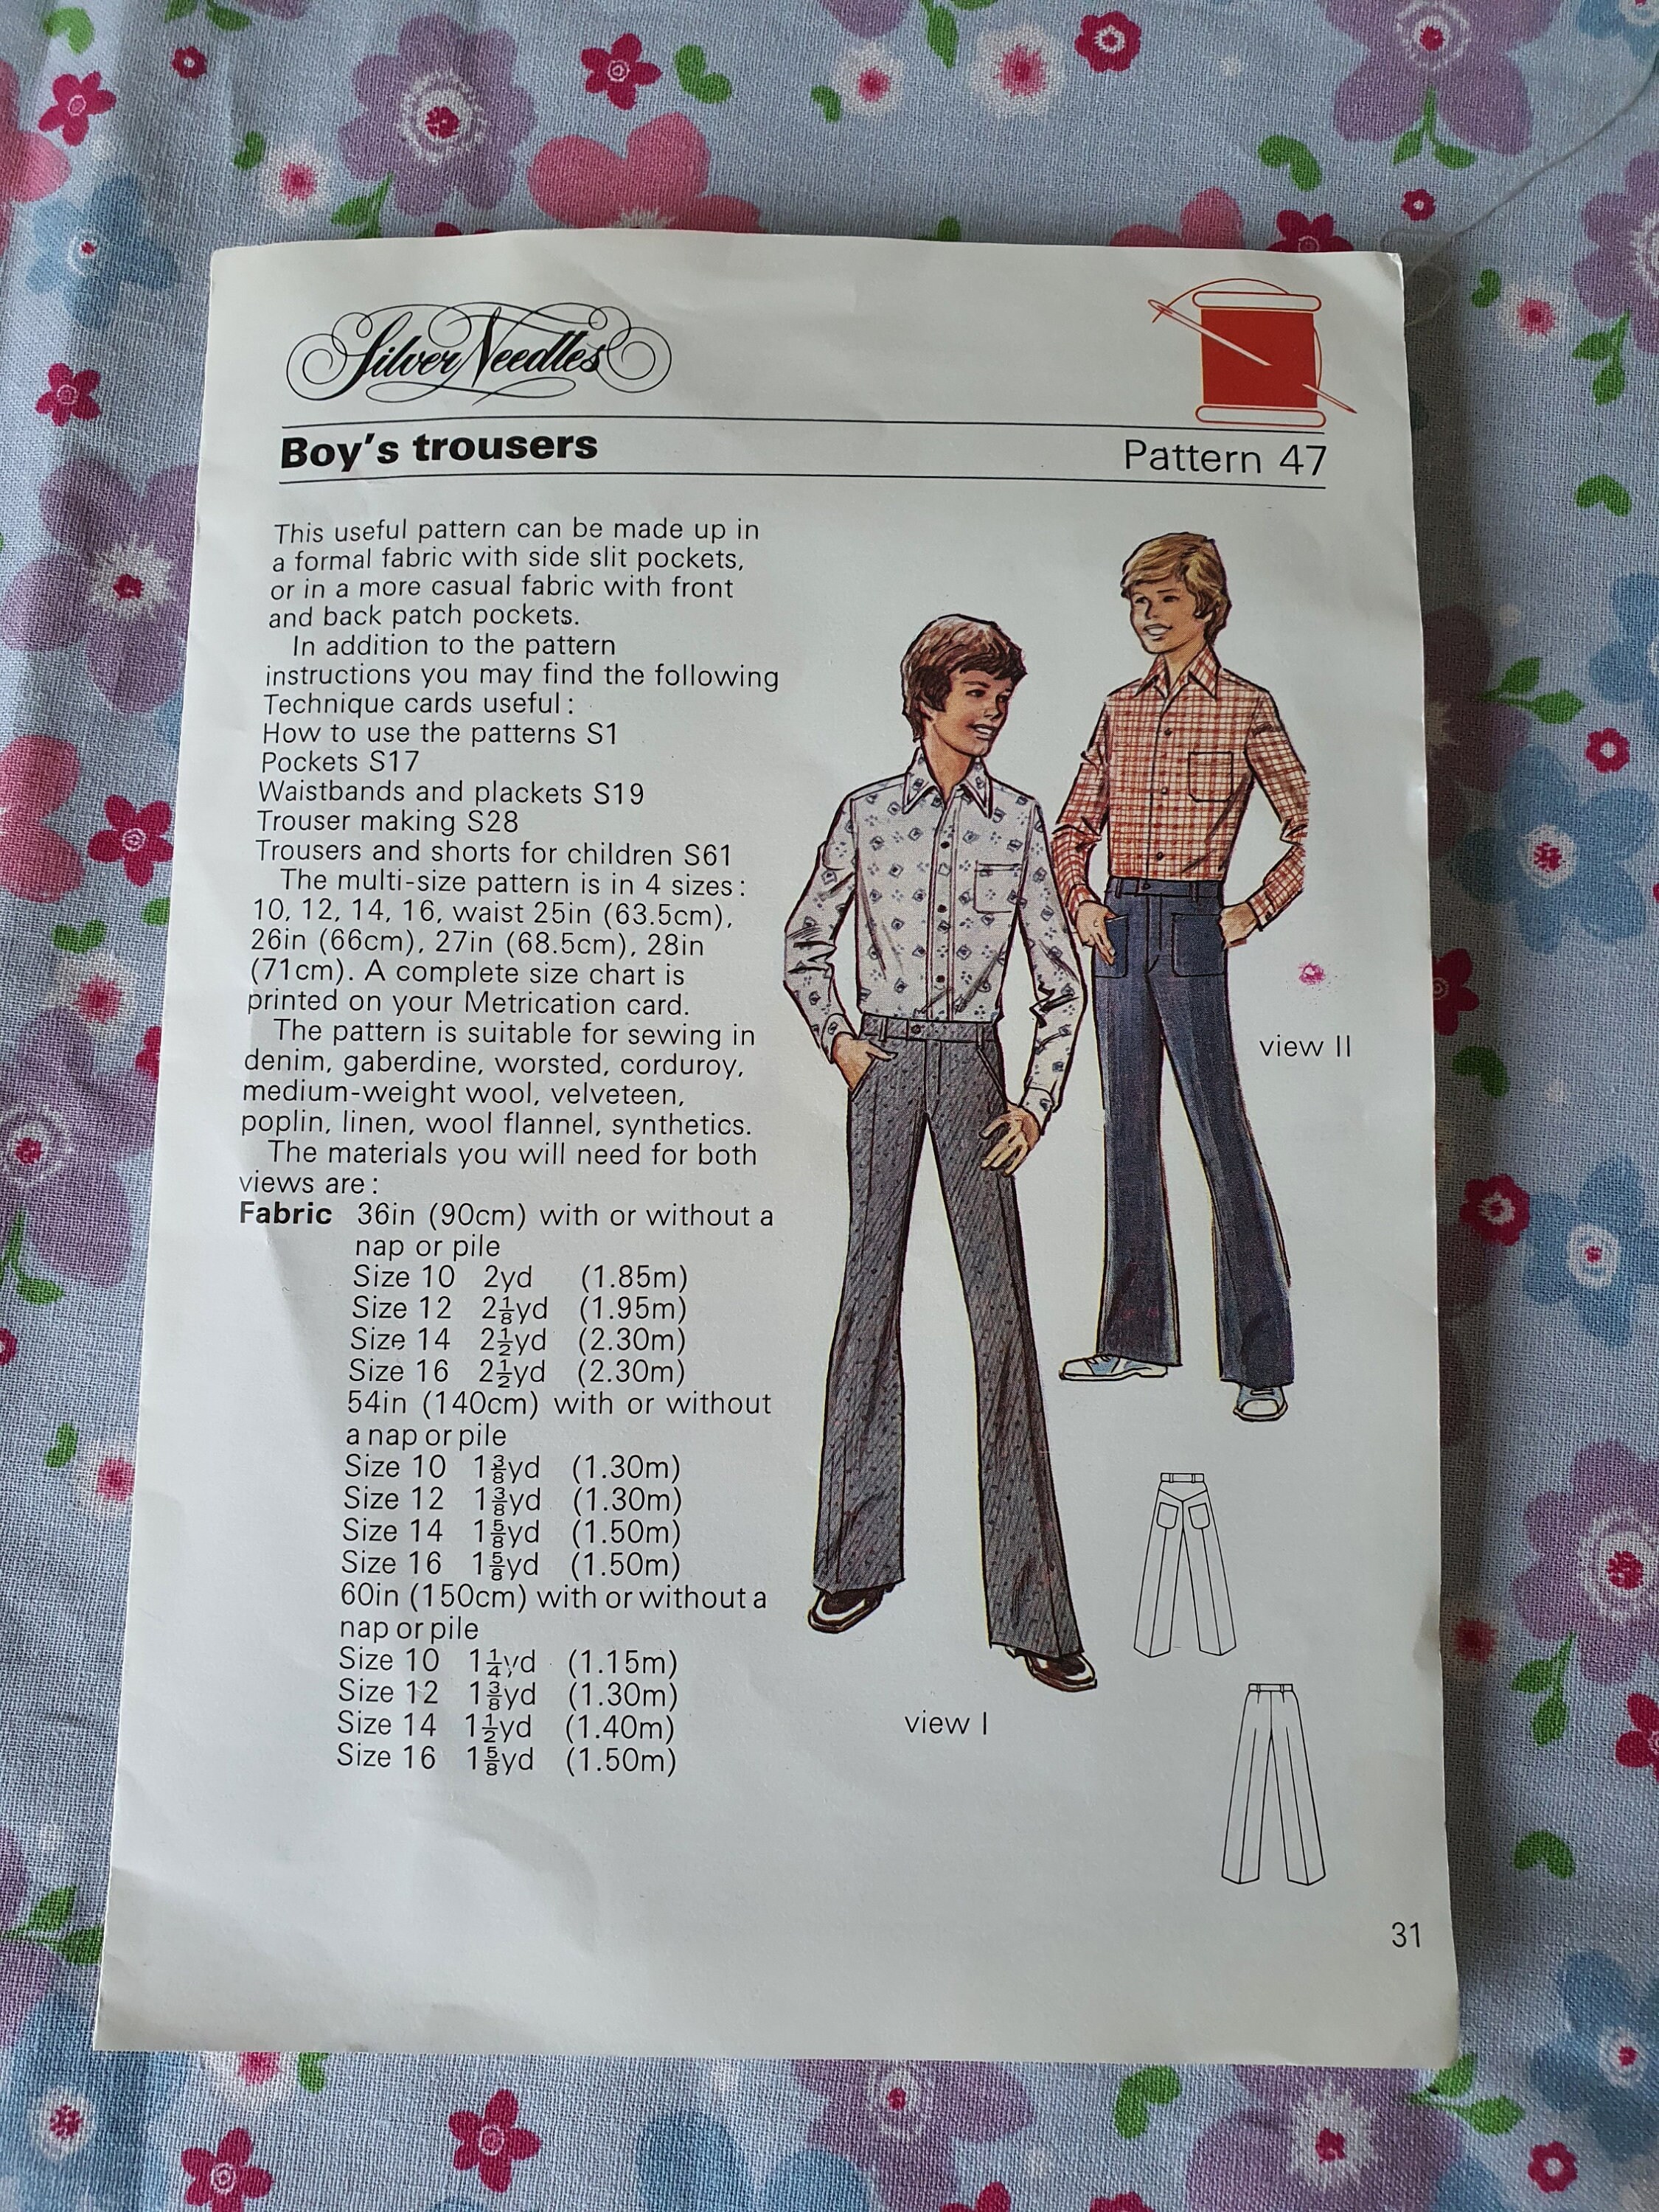 Silver Needles
Boy's trousers
Pattern 47
This useful pattern can be made up in
a formal fabric with side slit pockets,
or in a more casual fabric with front
and back patch pockets.
In addition to the pattern
instructions you may find the following
Technique cards useful:
How to use the patterns S1
Pockets S17
Waistbands and plackets S19
Trouser making S28
Trousers and shorts for children S61
The multi-size pattern is in 4 sizes:
10, 12, 14, 16, waist 25in (63.5cm),
26in (66cm), 27in (68.5cm), 28in
(71cm). A complete size chart is
printed on your Metrication card.
The pattern is suitable for sewing in
denim, gaberdine, worsted, corduroy,
medium-weight wool, velveteen,
poplin, linen, wool flannel, synthetics.
The materials you will need for both
views are:
Fabric 36in (90cm) with or without a
nap or pile
Size 10 2yd (1.85m)
Size 12 2⅛yd (1.95m)
Size 14 2½yd (2.30m)
Size 16 2½yd (2.30m)
54in (140cm) with or without
a nap or pile
Size 10 1⅜yd (1.30m)
Size 12 1⅜yd (1.30m)
Size 14 1⅝yd (1.50m)
Size 16 1⅝yd (1.50m)
60in (150cm) with or without a
nap or pile
Size 10 1¼yd (1.15m)
Size 12 1⅜yd (1.30m)
Size 14 1½yd (1.40m)
Size 16 1⅝yd (1.50m)
view II
view I
31